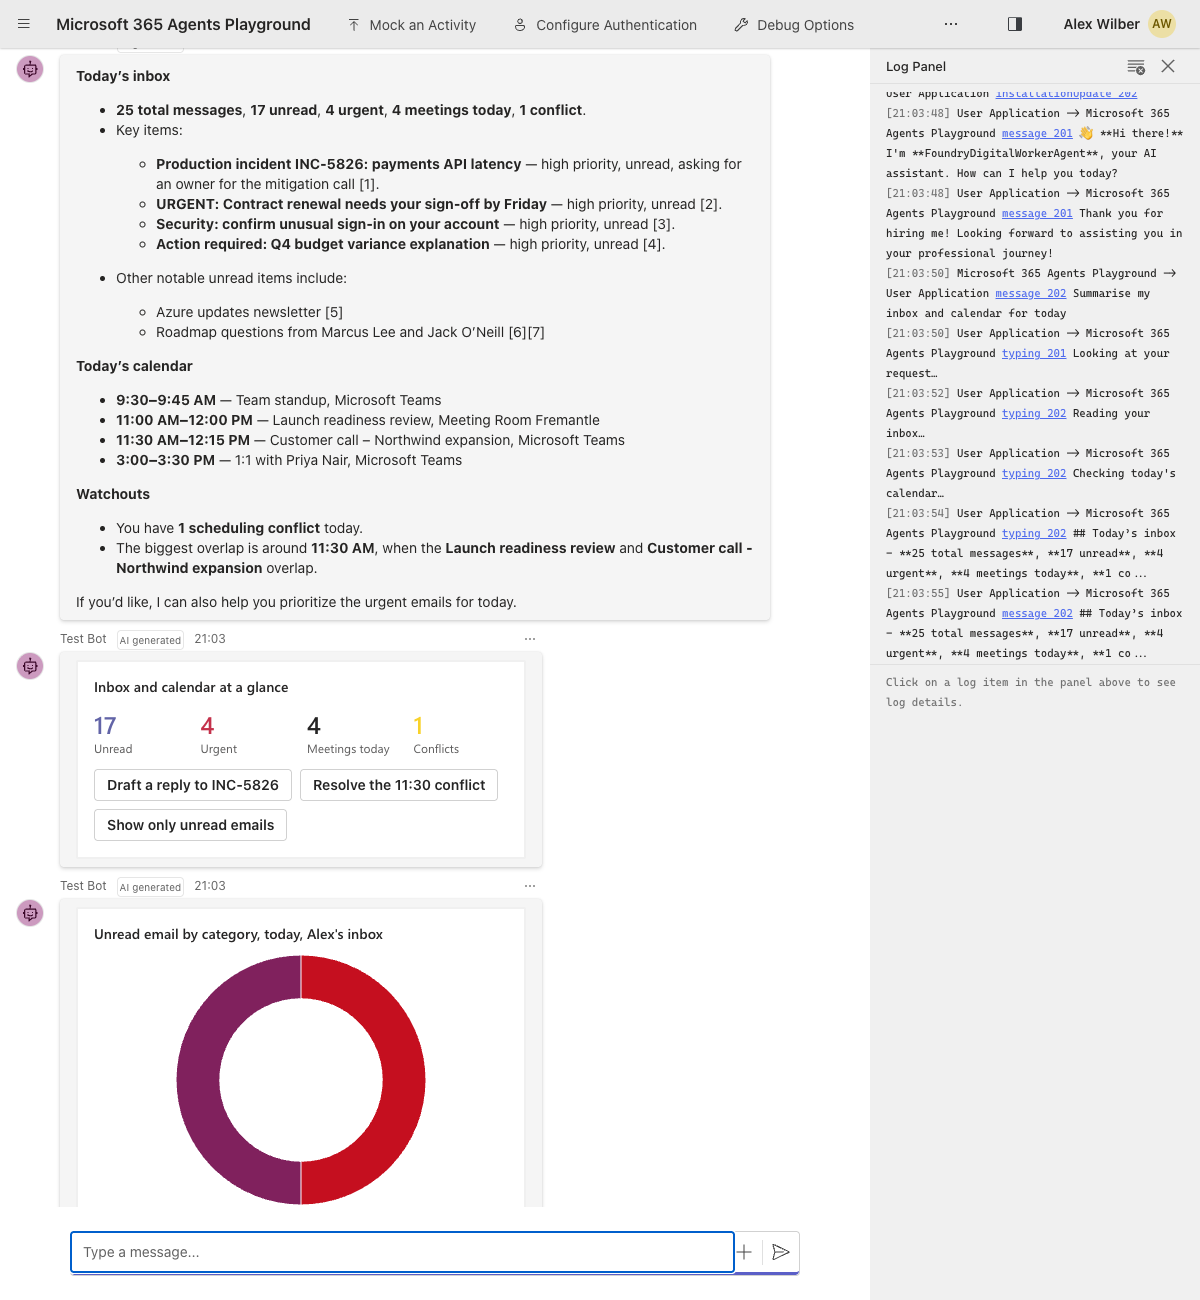 Microsoft 365 Agents Playground
Mock an Activity
Configure Authentication
Debug Options
Alex Wilber
AW
Today’s inbox
25 total messages, 17 unread, 4 urgent, 4 meetings today, 1 conflict.
Key items:
Production incident INC-5826: payments API latency — high priority, unread, asking for
an owner for the mitigation call [1].
URGENT: Contract renewal needs your sign-off by Friday — high priority, unread [2].
Security: confirm unusual sign-in on your account — high priority, unread [3].
Action required: Q4 budget variance explanation — high priority, unread [4].
Other notable unread items include:
Azure updates newsletter [5]
Roadmap questions from Marcus Lee and Jack O’Neill [6][7]
Today’s calendar
9:30–9:45 AM — Team standup, Microsoft Teams
11:00 AM–12:00 PM — Launch readiness review, Meeting Room Fremantle
11:30 AM–12:15 PM — Customer call – Northwind expansion, Microsoft Teams
3:00–3:30 PM — 1:1 with Priya Nair, Microsoft Teams
Watchouts
You have 1 scheduling conflict today.
The biggest overlap is around 11:30 AM, when the Launch readiness review and Customer call -
Northwind expansion overlap.
If you’d like, I can also help you prioritize the urgent emails for today.
Test Bot AI generated 21:03
Inbox and calendar at a glance
17 4 4 1
Unread Urgent Meetings today Conflicts
Draft a reply to INC-5826
Resolve the 11:30 conflict
Show only unread emails
Test Bot AI generated 21:03
Unread email by category, today, Alex's inbox
Type a message...
Log Panel
User Application installationUpdate 202
[21:03:48] User Application → Microsoft 365
Agents Playground message 201 👋 **Hi there!**
I'm **FoundryDigitalWorkerAgent**, your AI
assistant. How can I help you today?
[21:03:48] User Application → Microsoft 365
Agents Playground message 201 Thank you for
hiring me! Looking forward to assisting you in
your professional journey!
[21:03:50] Microsoft 365 Agents Playground →
User Application message 202 Summarise my
inbox and calendar for today
[21:03:50] User Application → Microsoft 365
Agents Playground typing 201 Looking at your
request…
[21:03:52] User Application → Microsoft 365
Agents Playground typing 202 Reading your
inbox…
[21:03:53] User Application → Microsoft 365
Agents Playground typing 202 Checking today's
calendar…
[21:03:54] User Application → Microsoft 365
Agents Playground typing 202 ## Today’s inbox
- **25 total messages**, **17 unread**, **4
urgent**, **4 meetings today**, **1 co...
[21:03:55] User Application → Microsoft 365
Agents Playground message 202 ## Today’s inbox
- **25 total messages**, **17 unread**, **4
urgent**, **4 meetings today**, **1 co...
Click on a log item in the panel above to see
log details.